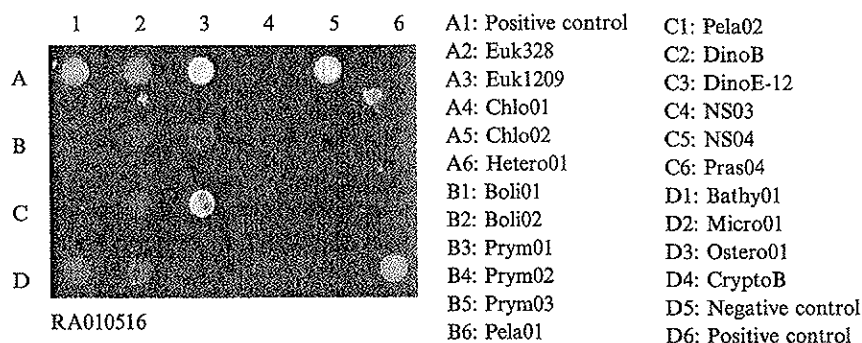 1 2 3 4 5 6
A
B
C
D
RA010516
A1: Positive control
A2: Euk328
A3: Euk1209
A4: Chlo01
A5: Chlo02
A6: Hetero01
B1: Boli01
B2: Boli02
B3: Prym01
B4: Prym02
B5: Prym03
B6: Pela01
C1: Pela02
C2: DinoB
C3: DinoE-12
C4: NS03
C5: NS04
C6: Pras04
D1: Bathy01
D2: Micro01
D3: Ostero01
D4: CryptoB
D5: Negative control
D6: Positive control